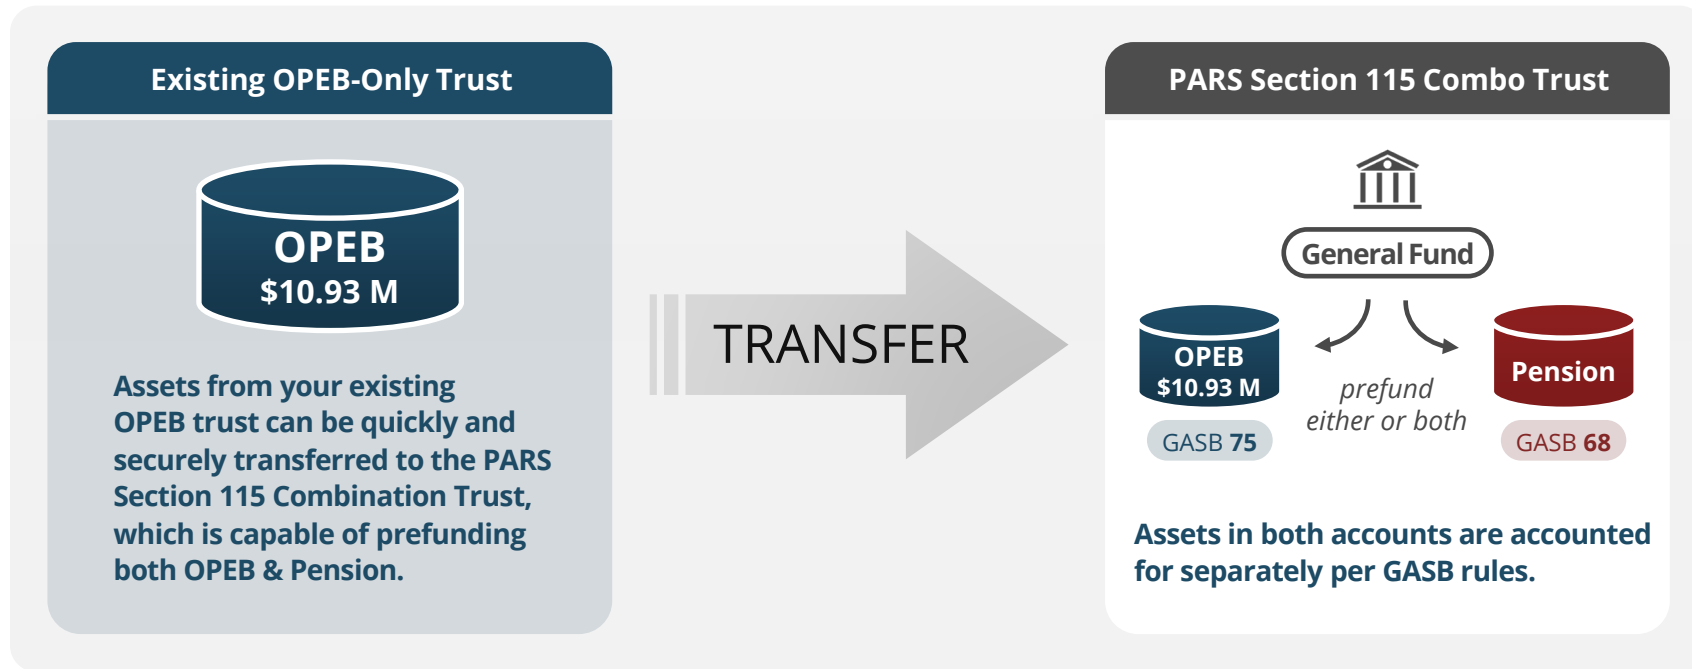 Existing OPEB-Only Trust
OPEB
$10.93 M
Assets from your existing
OPEB trust can be quickly and
securely transferred to the PARS
Section 115 Combination Trust,
which is capable of prefunding
both OPEB & Pension.
TRANSFER
PARS Section 115 Combo Trust
General Fund
OPEB
$10.93 M
GASB 75
prefund
either or both
Pension
GASB 68
Assets in both accounts are accounted
for separately per GASB rules.